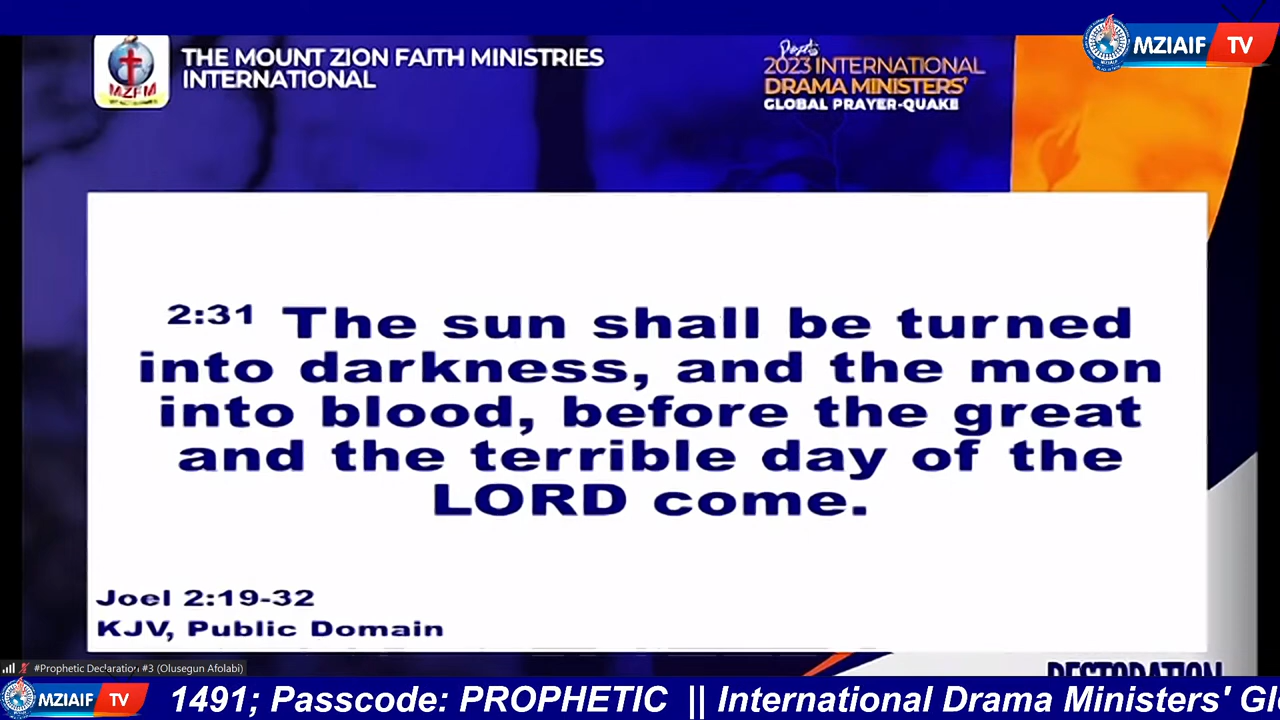 THE MOUNT ZION FAITH MINISTRIES
INTERNATIONAL
MZFM
2023 INTERNATIONAL
DRAMA MINISTERS'
GLOBAL PRAYER-QUAKE
MZIAIF TV
2:31 The sun shall be turned
into darkness, and the moon
into blood, before the great
and the terrible day of the
LORD come.
Joel 2:19-32
KJV, Public Domain
#Prophetic Declaration #3 (Olusegun Afolabi)
RESTORATION
MZIAIF TV
1491; Passcode: PROPHETIC || International Drama Ministers' Gl